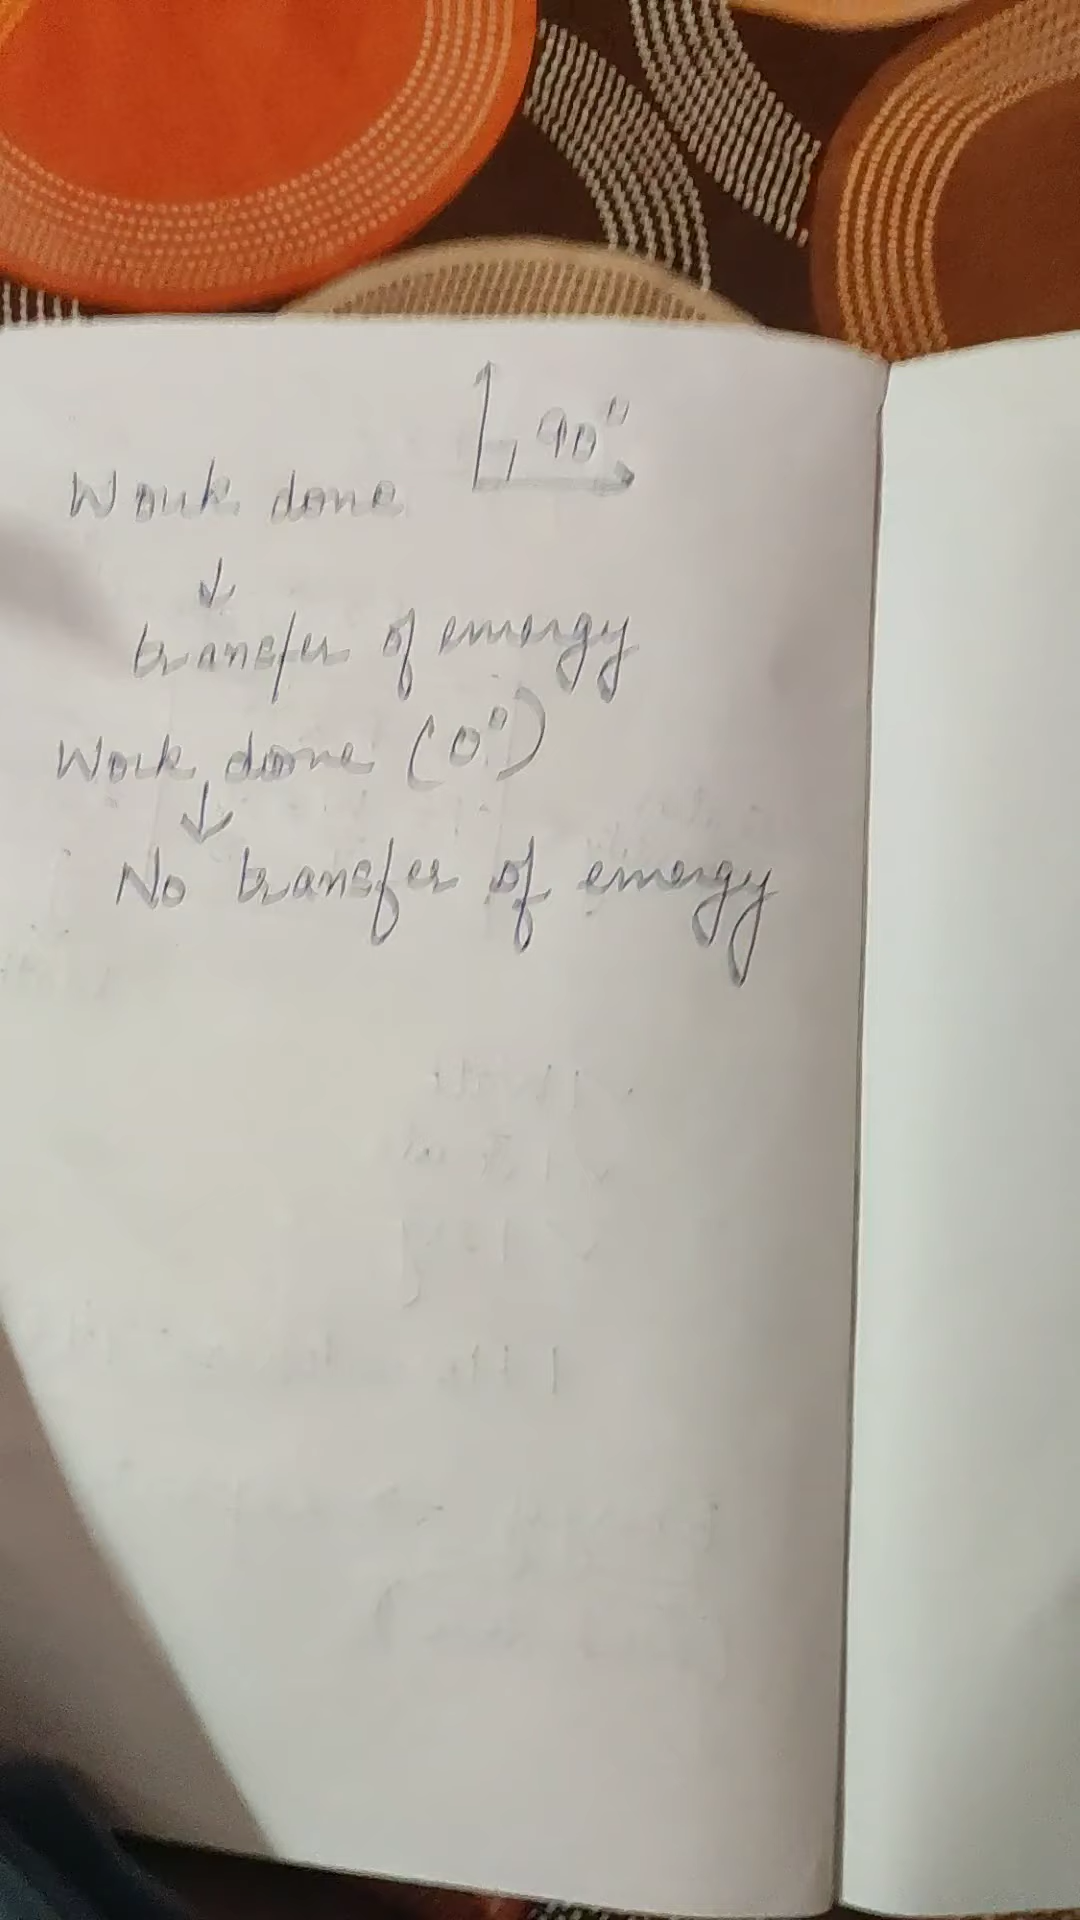 90°
Work done
↓
transfer of energy
Work done (0°)
↓
No transfer of energy